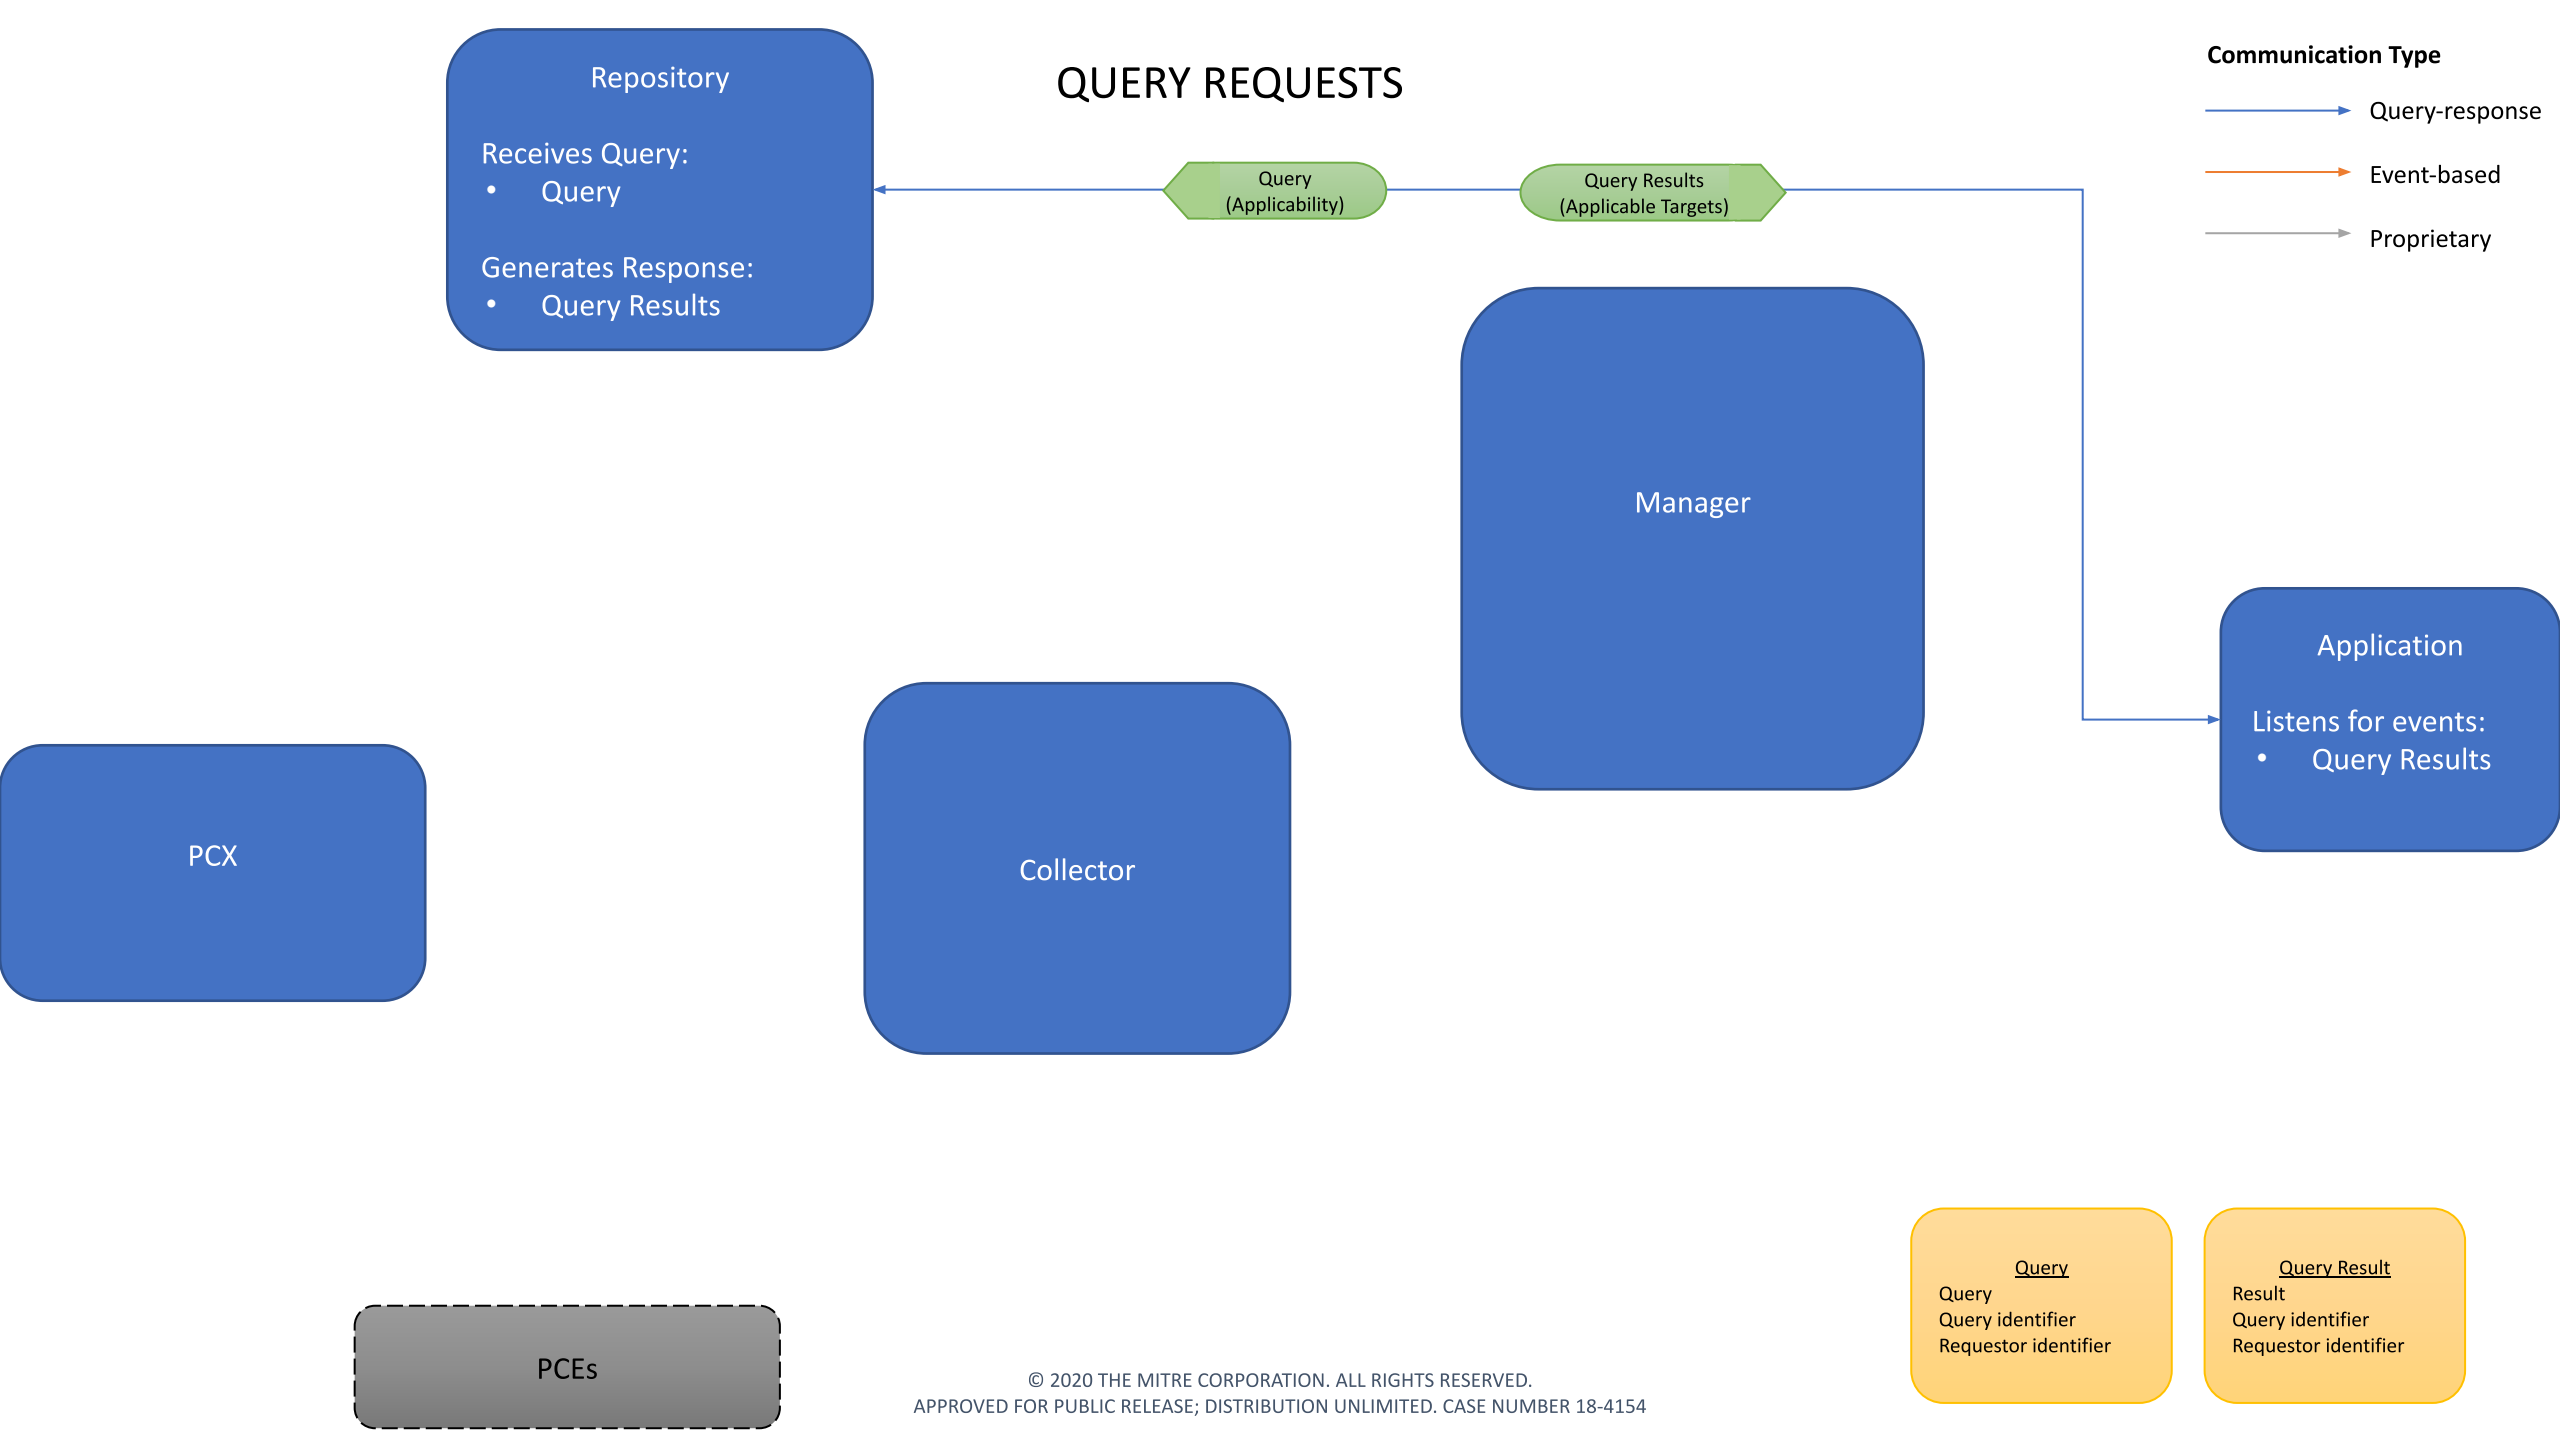 QUERY REQUESTS
Repository
Receives Query:
• Query
Generates Response:
• Query Results
Query
(Applicability)
Query Results
(Applicable Targets)
Communication Type
Query-response
Event-based
Proprietary
Manager
Application
Listens for events:
• Query Results
PCX
Collector
PCEs
Query
Query
Query identifier
Requestor identifier
Query Result
Result
Query identifier
Requestor identifier
© 2020 THE MITRE CORPORATION. ALL RIGHTS RESERVED.
APPROVED FOR PUBLIC RELEASE; DISTRIBUTION UNLIMITED. CASE NUMBER 18-4154